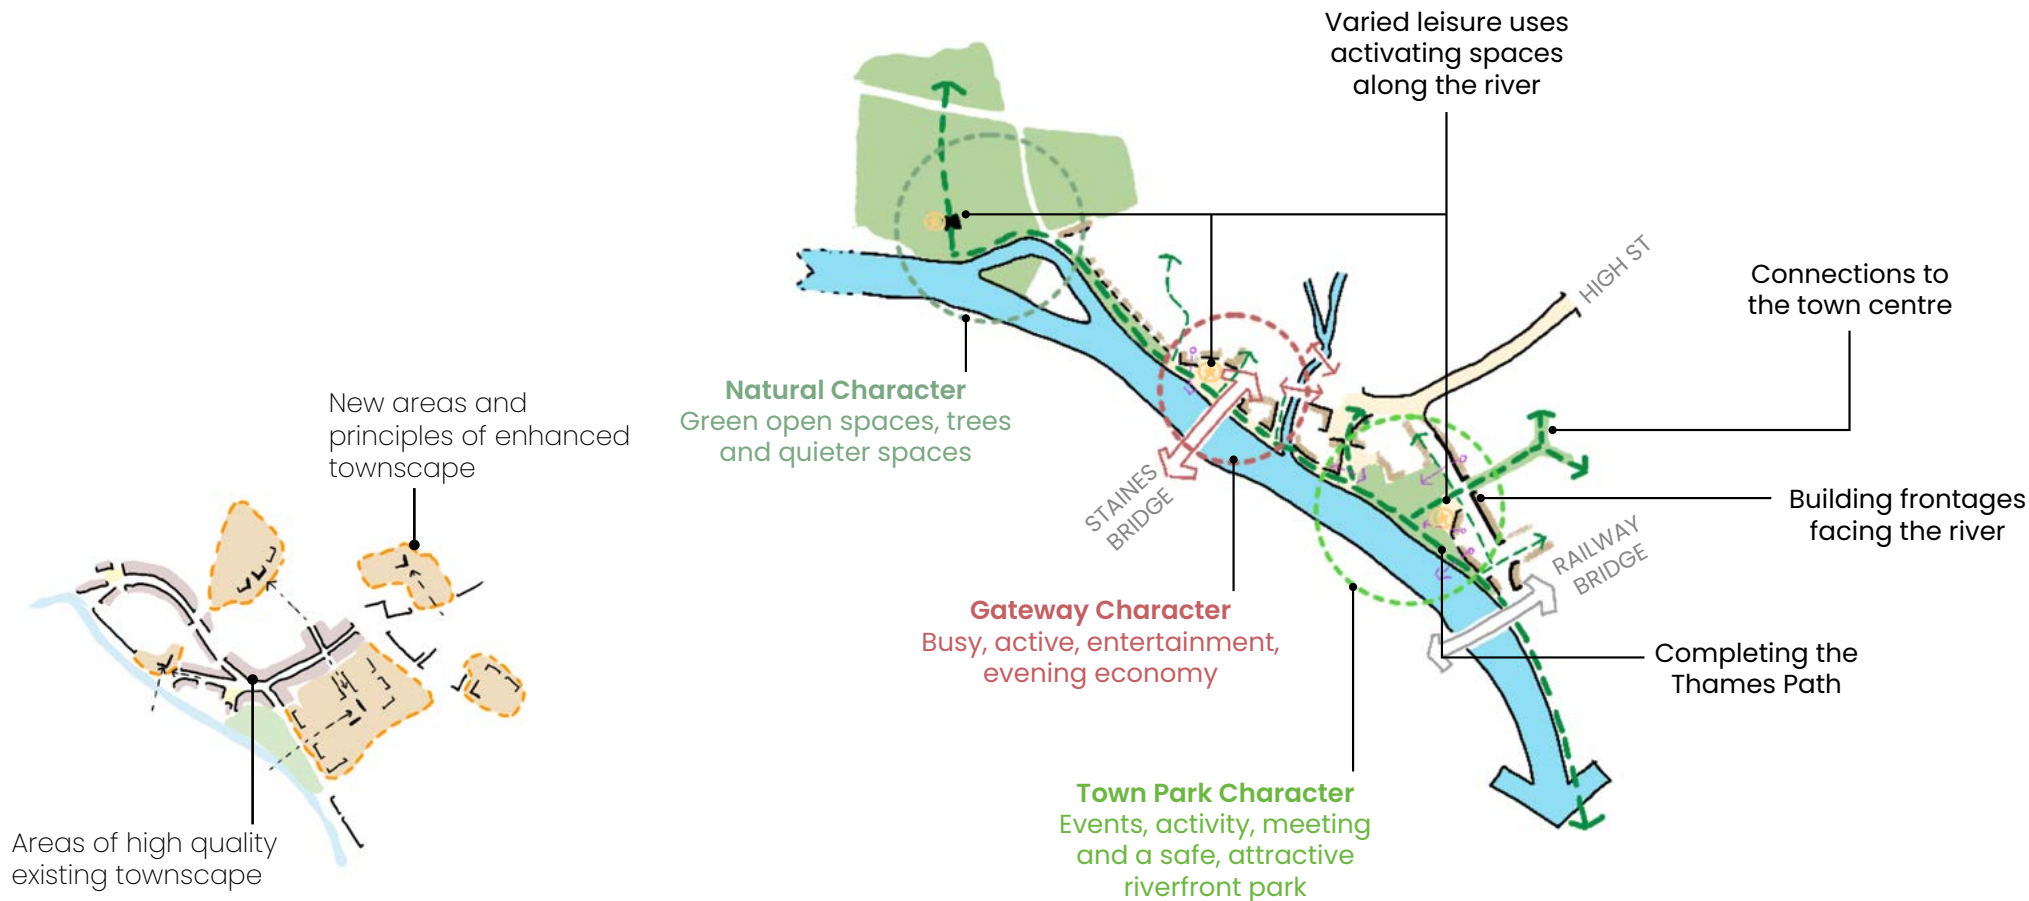 Varied leisure uses
activating spaces
along the river
HIGH ST
Connections to
the town centre
Natural Character
Green open spaces, trees
and quieter spaces
New areas and
principles of enhanced
townscape
STAINES
BRIDGE
Building frontages
facing the river
RAILWAY
BRIDGE
Gateway Character
Busy, active, entertainment,
evening economy
Completing the
Thames Path
Town Park Character
Events, activity, meeting
and a safe, attractive
riverfront park
Areas of high quality
existing townscape